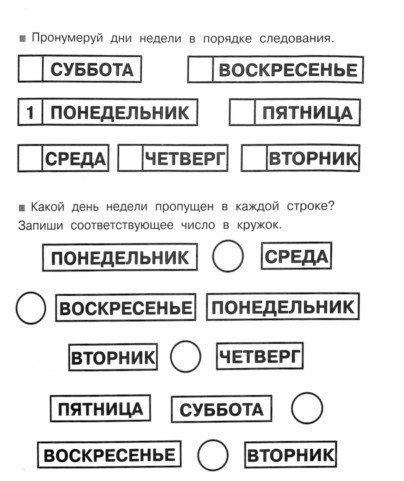 Пронумеруй дни недели в порядке следования.
СУББОТА ВОСКРЕСЕНЬЕ
1 ПОНЕДЕЛЬНИК ПЯТНИЦА
СРЕДА ЧЕТВЕРГ ВТОРНИК
Какой день недели пропущен в каждой строке?
Запиши соответствующее число в кружок.
ПОНЕДЕЛЬНИК СРЕДА
ВОСКРЕСЕНЬЕ ПОНЕДЕЛЬНИК
ВТОРНИК ЧЕТВЕРГ
ПЯТНИЦА СУББОТА
ВОСКРЕСЕНЬЕ ВТОРНИК